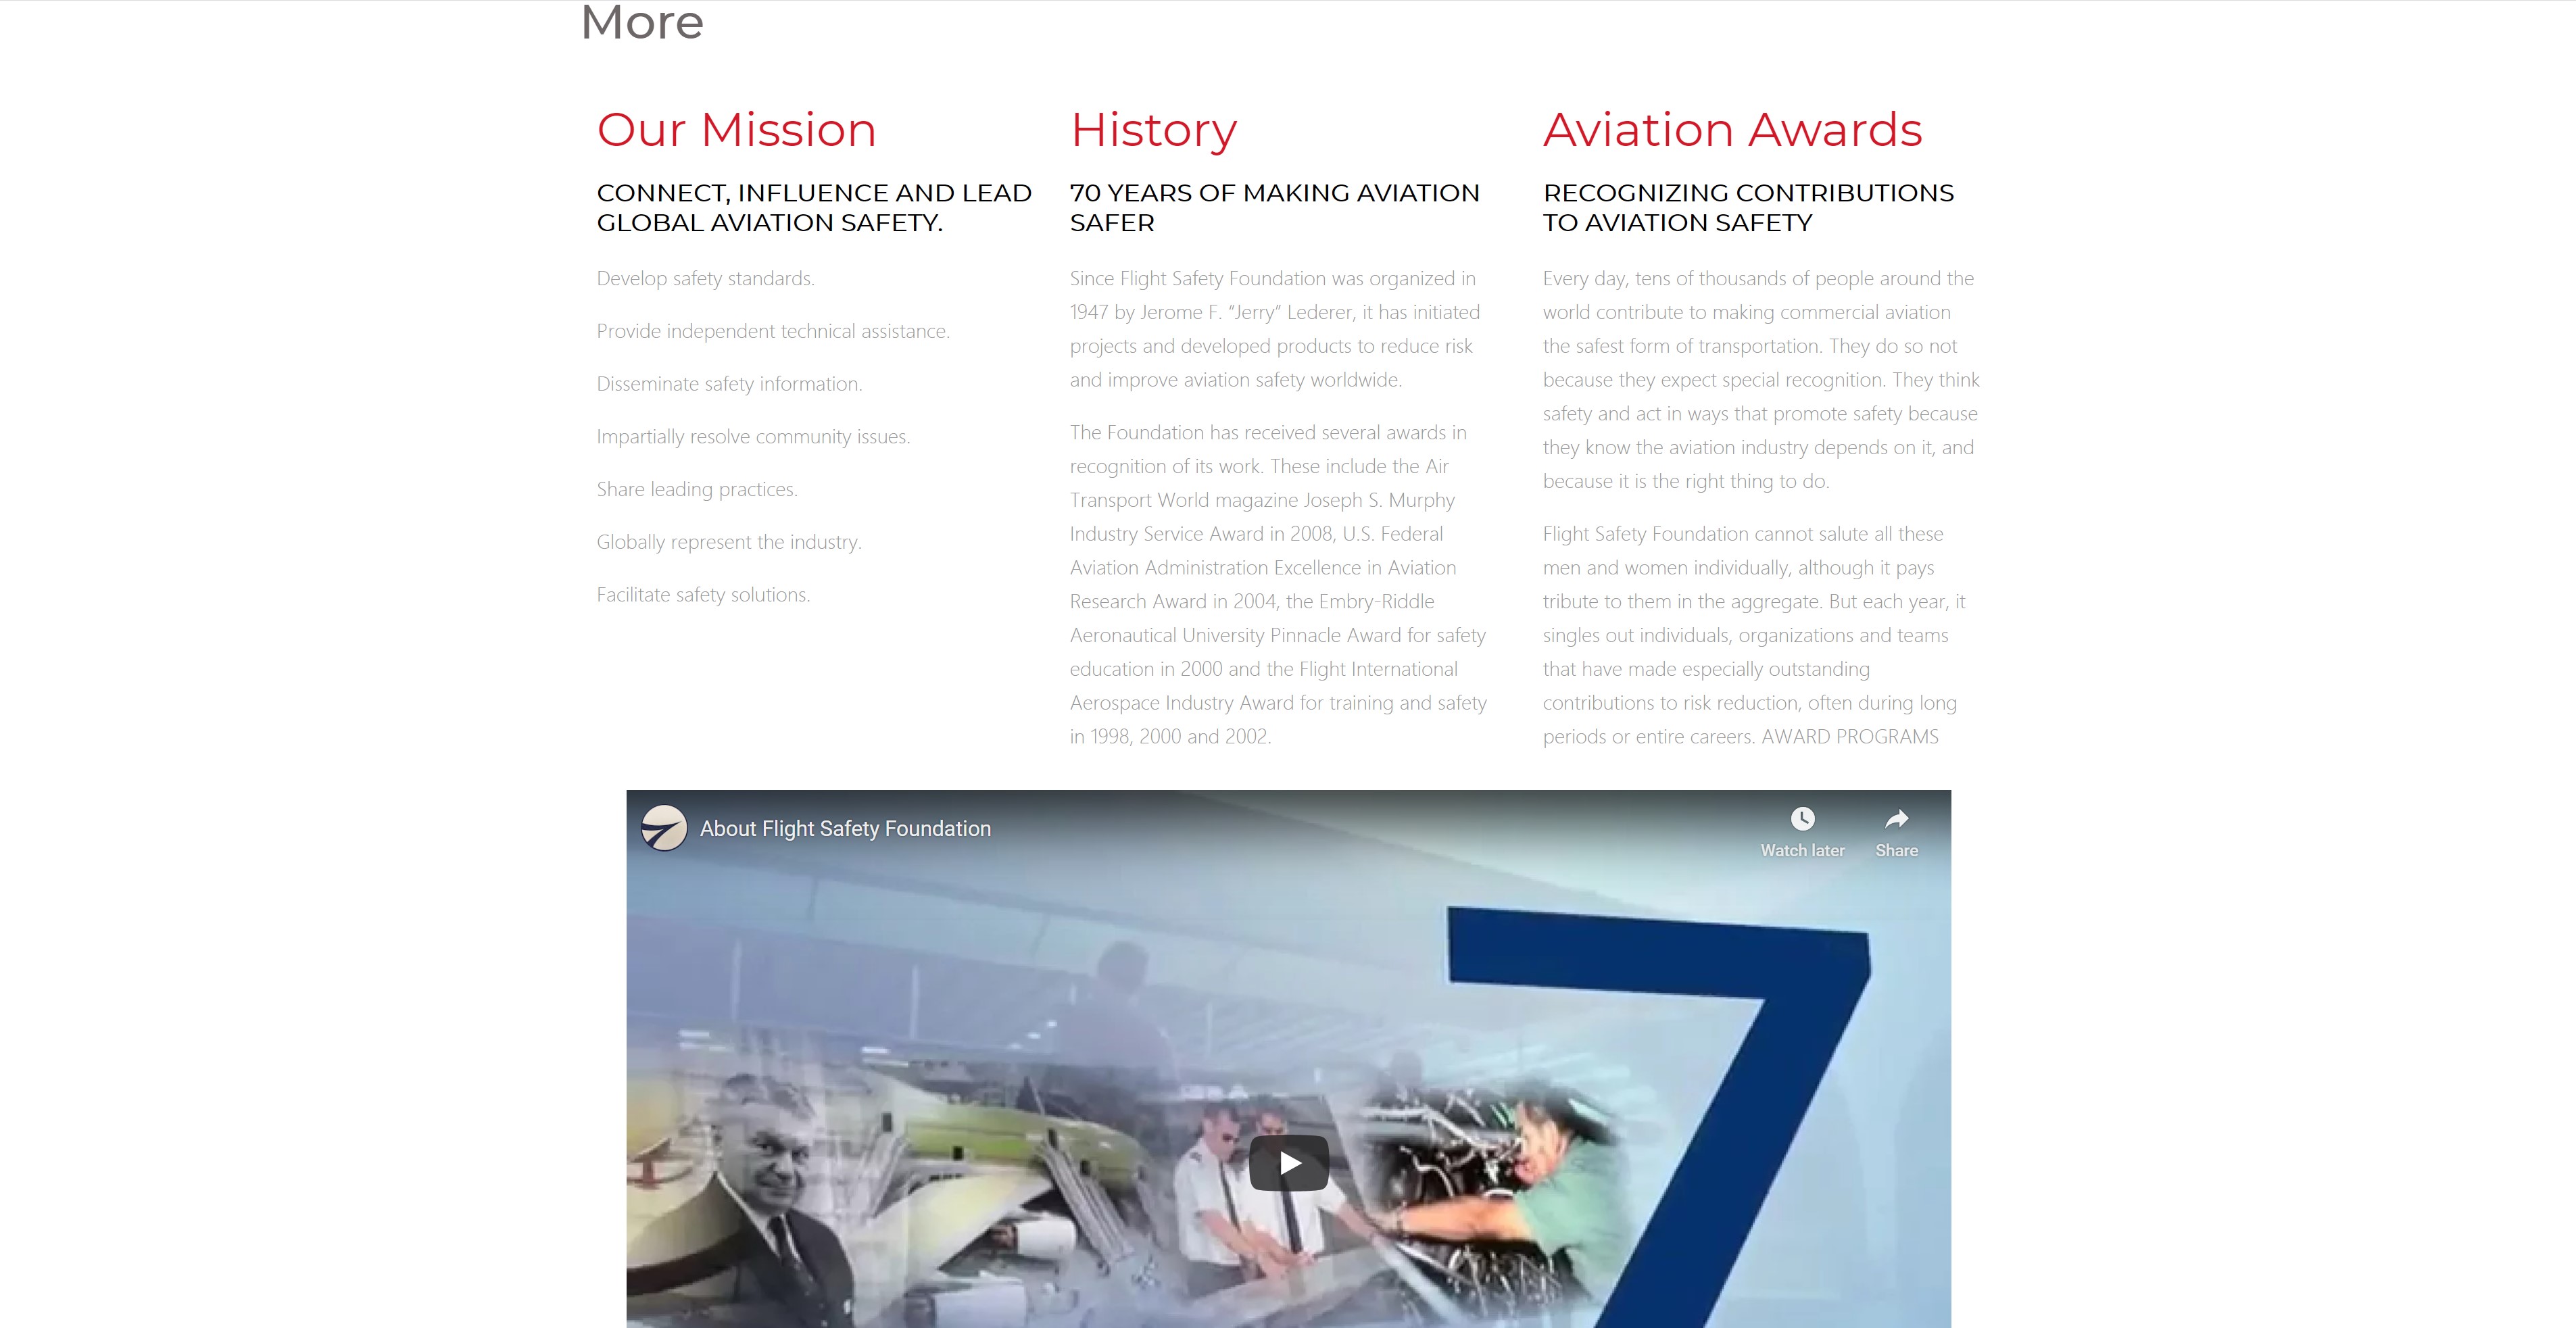 More
Our Mission
CONNECT, INFLUENCE AND LEAD
GLOBAL AVIATION SAFETY.
Develop safety standards.
Provide independent technical assistance.
Disseminate safety information.
Impartially resolve community issues.
Share leading practices.
Globally represent the industry.
Facilitate safety solutions.
History
70 YEARS OF MAKING AVIATION
SAFER
Since Flight Safety Foundation was organized in
1947 by Jerome F. “Jerry” Lederer, it has initiated
projects and developed products to reduce risk
and improve aviation safety worldwide.
The Foundation has received several awards in
recognition of its work. These include the Air
Transport World magazine Joseph S. Murphy
Industry Service Award in 2008, U.S. Federal
Aviation Administration Excellence in Aviation
Research Award in 2004, the Embry-Riddle
Aeronautical University Pinnacle Award for safety
education in 2000 and the Flight International
Aerospace Industry Award for training and safety
in 1998, 2000 and 2002.
Aviation Awards
RECOGNIZING CONTRIBUTIONS
TO AVIATION SAFETY
Every day, tens of thousands of people around the
world contribute to making commercial aviation
the safest form of transportation. They do so not
because they expect special recognition. They think
safety and act in ways that promote safety because
they know the aviation industry depends on it, and
because it is the right thing to do.
Flight Safety Foundation cannot salute all these
men and women individually, although it pays
tribute to them in the aggregate. But each year, it
singles out individuals, organizations and teams
that have made especially outstanding
contributions to risk reduction, often during long
periods or entire careers. AWARD PROGRAMS
About Flight Safety Foundation
Watch later
Share
7